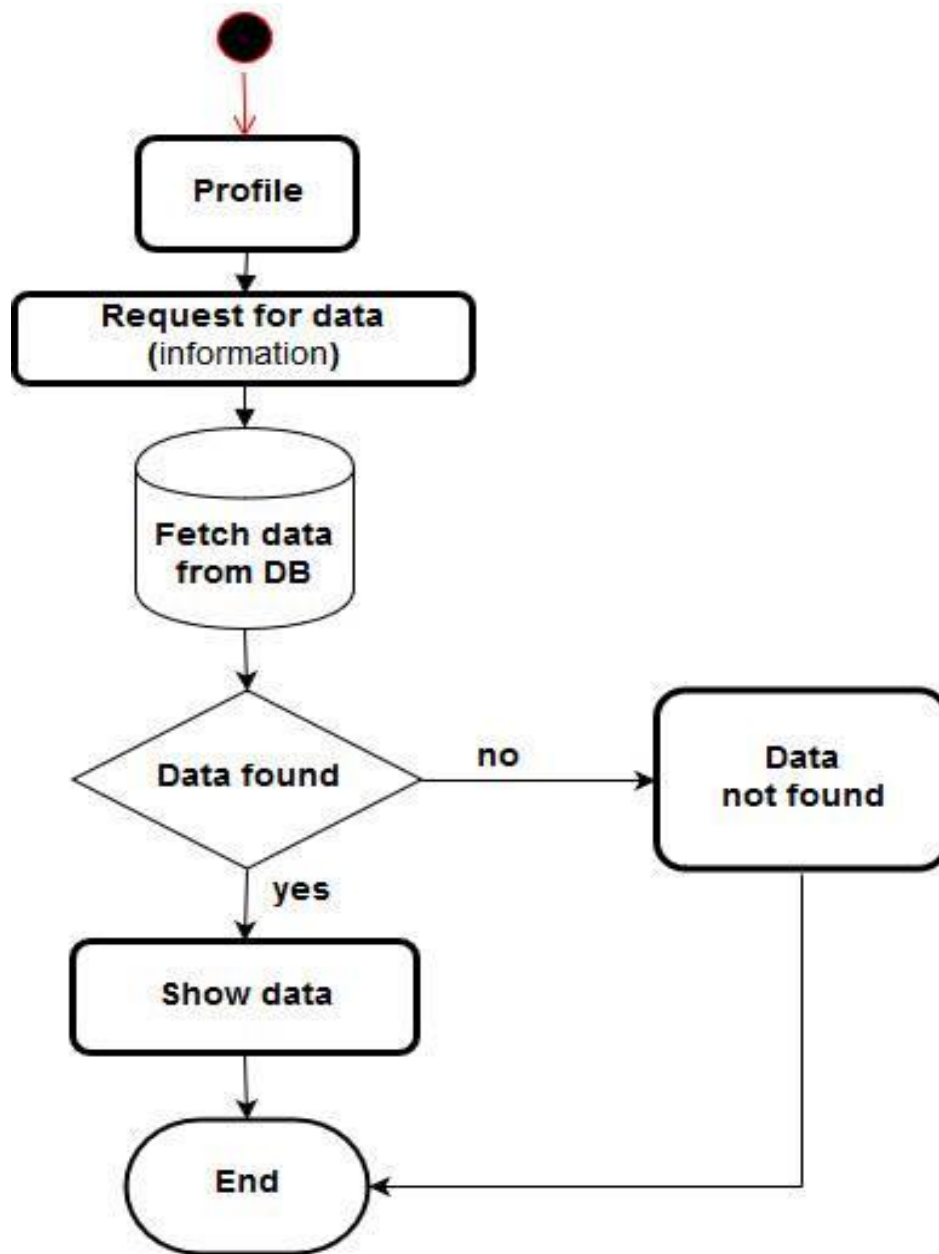 Profile
Request for data
(information)
Fetch data
from DB
Data found
no
Data
not found
yes
Show data
End